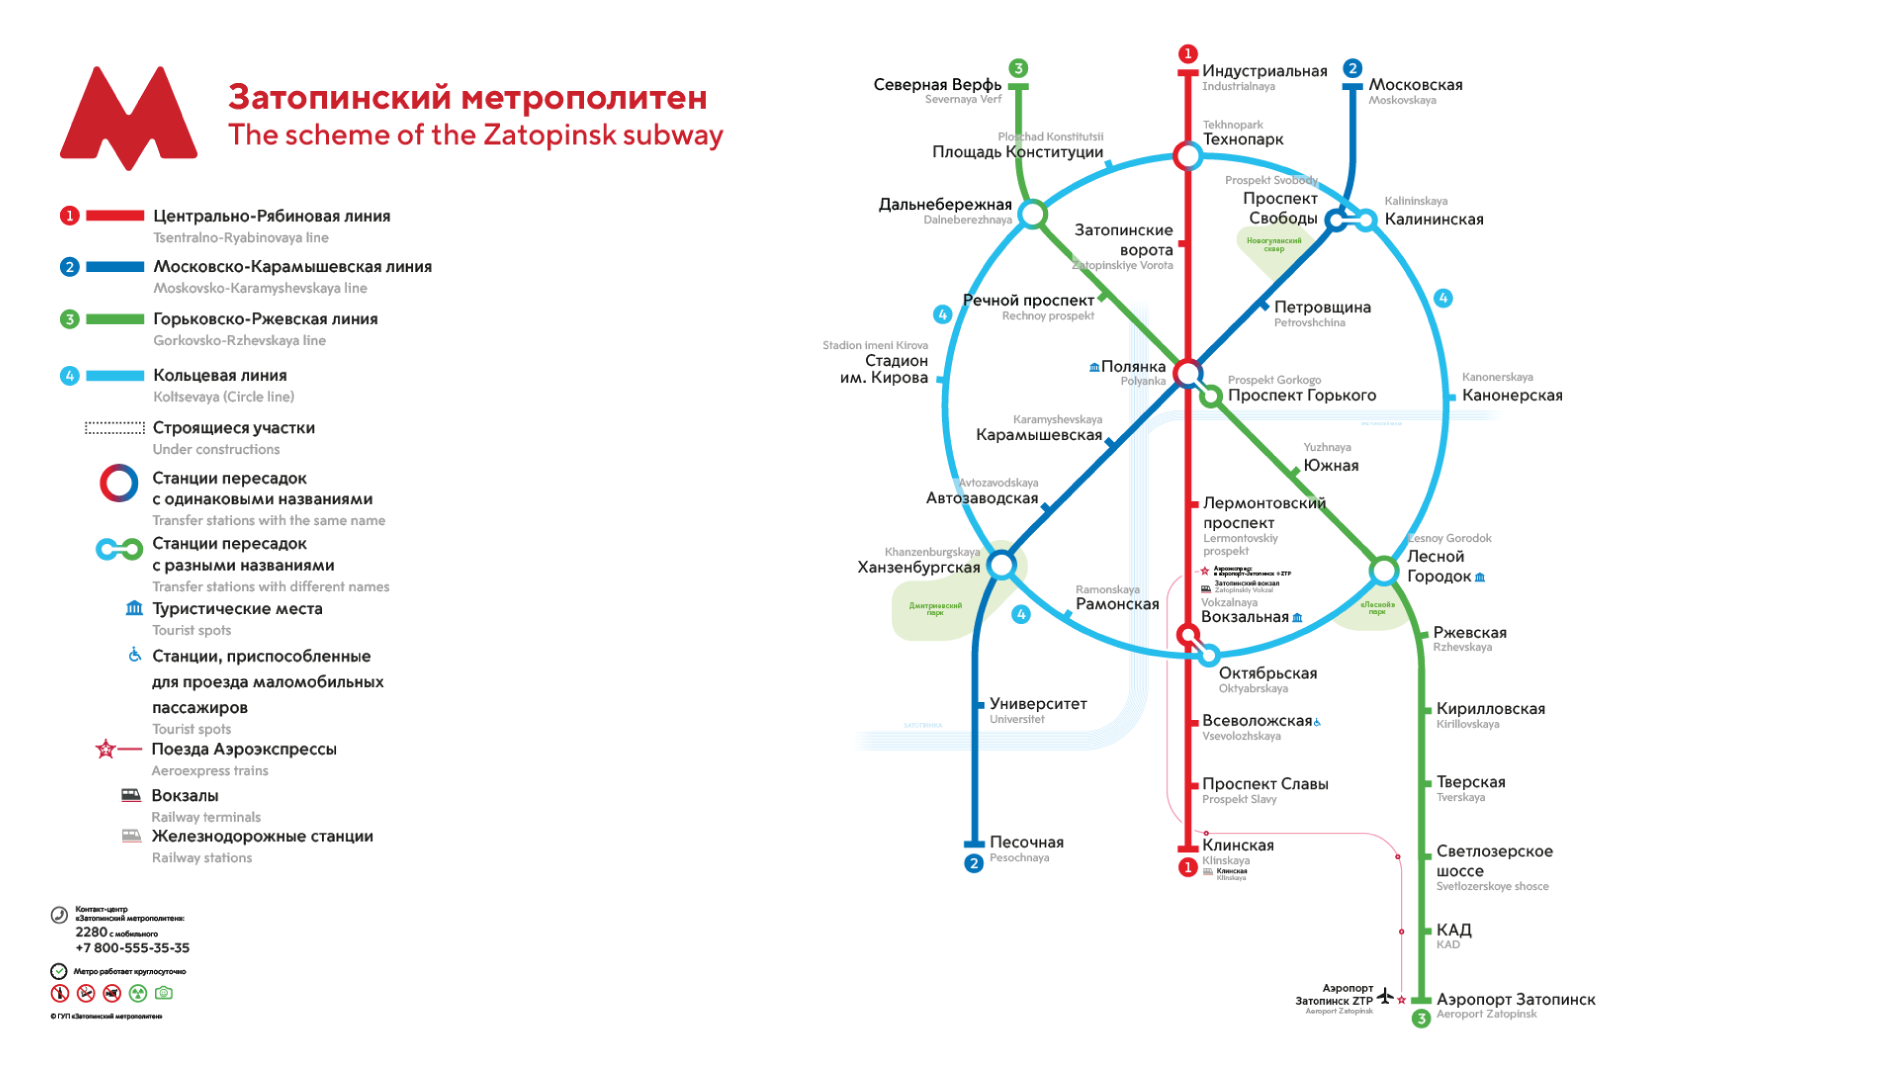 Затопинский метрополитен
The scheme of the Zatopinsk subway
1 Центрально-Рябиновая линия
Tsentralno-Ryabinovaya line
2 Московско-Карамышевская линия
Moskovsko-Karamyshevskaya line
3 Горьковско-Ржевская линия
Gorkovsko-Rzhevskaya line
4 Кольцевая линия
Koltsevaya (Circle line)
Строящиеся участки
Under constructions
Станции пересадок
с одинаковыми названиями
Transfer stations with the same name
Станции пересадок
с разными названиями
Transfer stations with different names
Туристические места
Tourist spots
Станции, приспособленные
для проезда маломобильных
пассажиров
Tourist spots
Поезда Аэроэкспрессы
Aeroexpress trains
Вокзалы
Railway terminals
Железнодорожные станции
Railway stations
Контакт-центр
«Затопинский метрополитен»:
2280 с мобильного
+7 800-555-35-35
Метро работает круглосуточно
© ГУП «Затопинский метрополитен»
3
Северная Верфь
Severnaya Verf
1
Индустриальная
Industrialnaya
2
Московская
Moskovskaya
Ploschad Konstitutsii
Площадь Конституции
Tekhnopark
Технопарк
Дальнебережная
Dalneberezhnaya
Prospekt Svobody
Проспект
Свободы
Kalininskaya
Калининская
Затопинские
ворота
Zatopinskiye Vorota
Новогулянский
сквер
Речной проспект
Rechnoy prospekt
4
4
Петровщина
Petrovshchina
Stadion imeni Kirova
Стадион
им. Кирова
Полянка
Polyanka
Prospekt Gorkogo
Проспект Горького
Kanonerskaya
Канонерская
Karamyshevskaya
Карамышевская
Yuzhnaya
Южная
Avtozavodskaya
Автозаводская
Лермонтовский
проспект
Lermontovskiy
prospekt
Khanzenburgskaya
Ханзенбургская
Lesnoy Gorodok
Лесной
Городок
Аэроэкспресс
в аэропорт Затопинск ZTP
Затопинский вокзал
Zatopinskiy Vokzal
Vokzalnaya
Вокзальная
Дмитриевский
парк
4
Ramonskaya
Рамонская
«Лесной»
парк
Ржевская
Rzhevskaya
Октябрьская
Oktyabrskaya
Университет
Universitet
ЗАТОПИНКА
Всеволожская
Vsevolozhskaya
Кирилловская
Kirillovskaya
Проспект Славы
Prospekt Slavy
Тверская
Tverskaya
Песочная
Pesochnaya
2
Клинская
Klinskaya
Клинская
Klinskaya
1
Светлозерское
шоссе
Svetlozerskoye shosce
КАД
KAD
Аэропорт
Затопинск ZTP
Aeroport Zatopinsk
Аэропорт Затопинск
Aeroport Zatopinsk
3